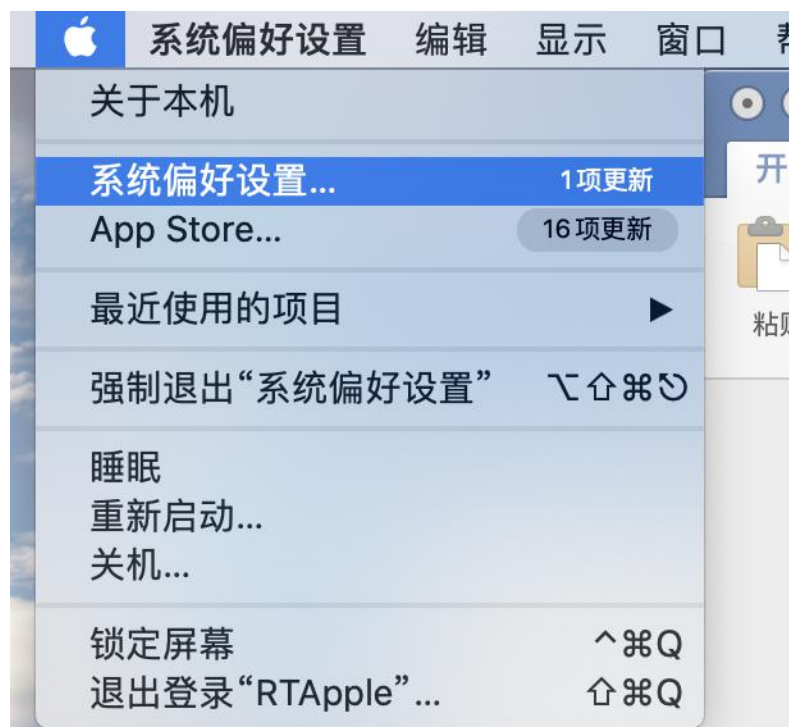 系统偏好设置 编辑 显示 窗口
关于本机
系统偏好设置... 1项更新
App Store... 16项更新
最近使用的项目 ▶
强制退出“系统偏好设置” ⌥⇧⌘⎋
睡眠
重新启动...
关机...
锁定屏幕 ^⌘Q
退出登录“RTApple”... ⇧⌘Q
开
粘